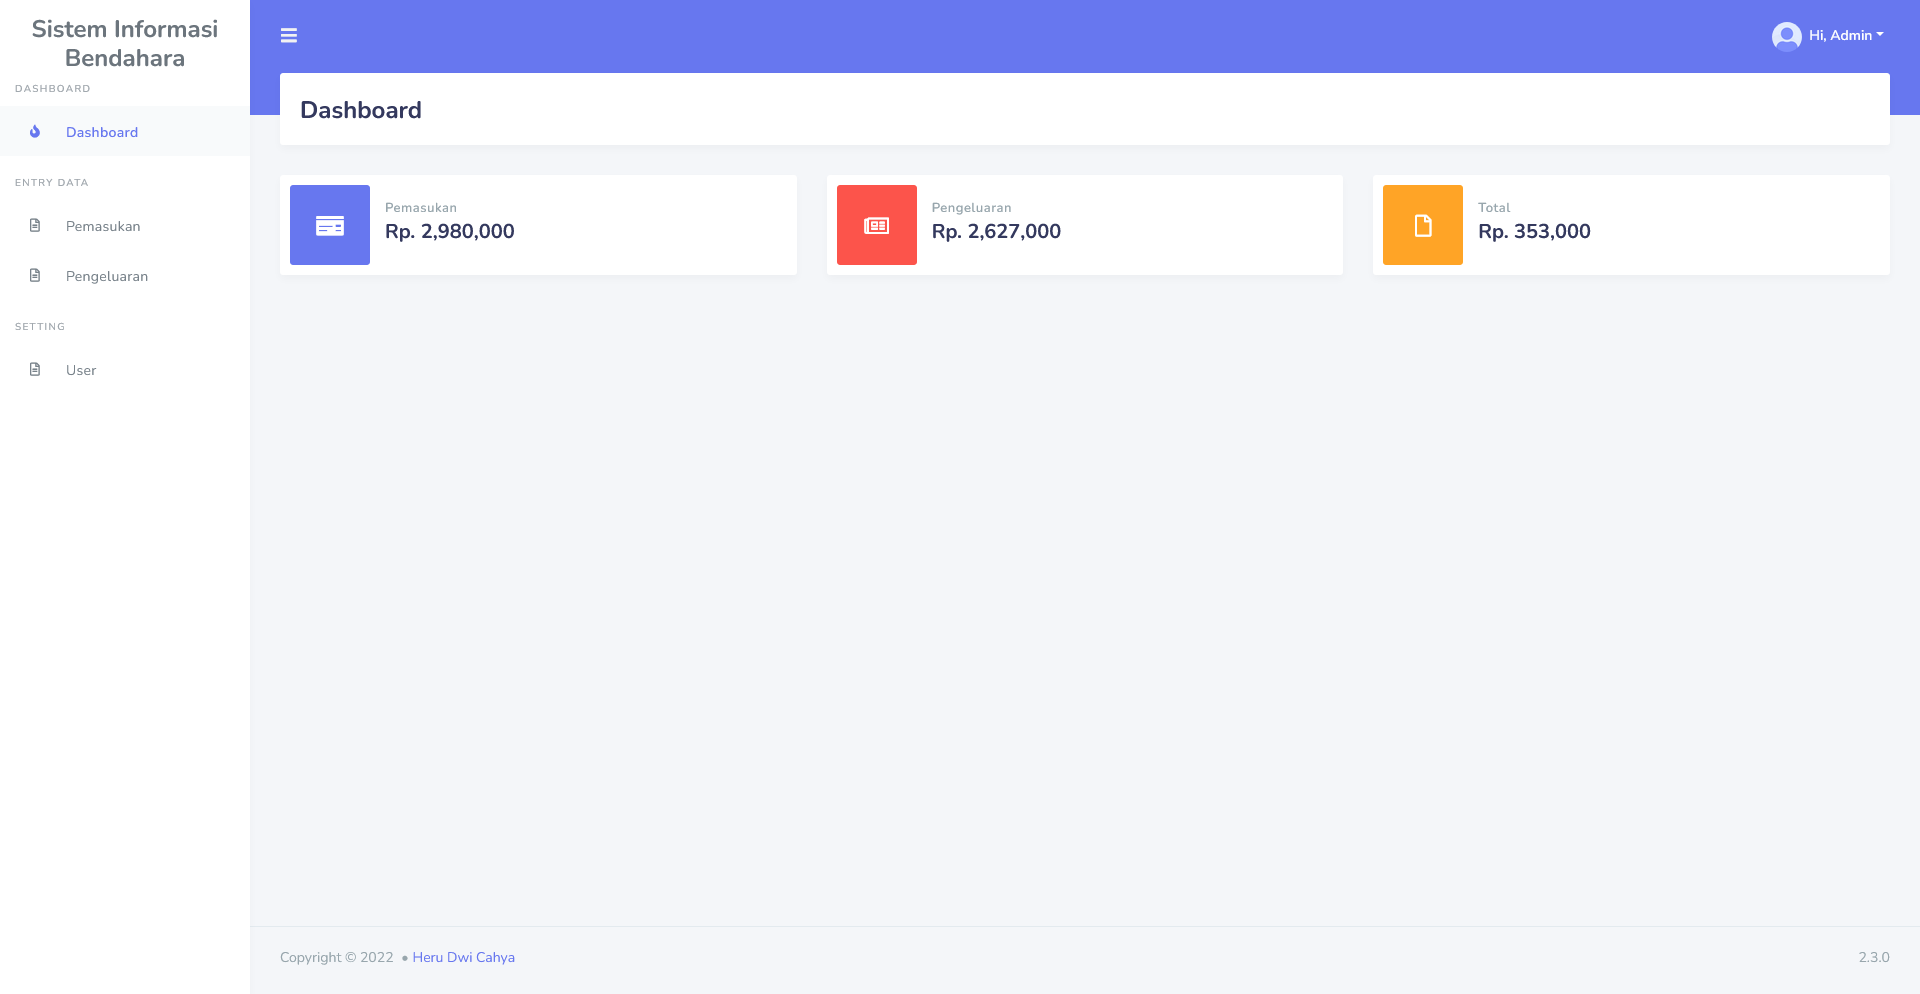 Sistem Informasi
Bendahara
DASHBOARD
Dashboard
ENTRY DATA
Pemasukan
Pengeluaran
SETTING
User
Hi, Admin
Dashboard
Pemasukan
Rp. 2,980,000
Pengeluaran
Rp. 2,627,000
Total
Rp. 353,000
Copyright © 2022 • Heru Dwi Cahya
2.3.0